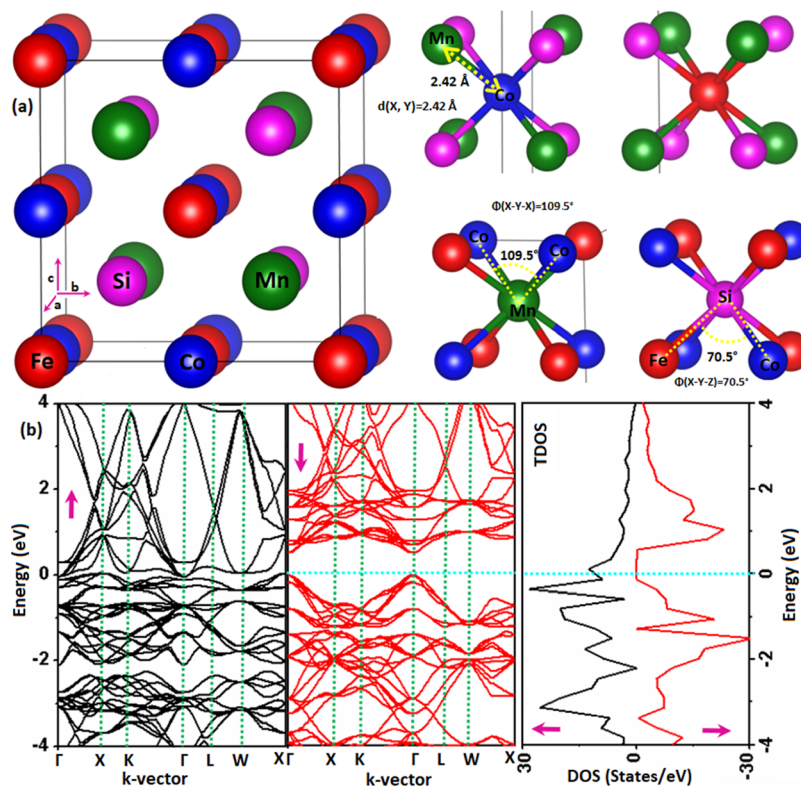 (a)
Mn
2.42 Å
d(X, Y)=2.42 Å
Co
Φ(X-Y-X)=109.5°
Co
Co
109.5°
Mn
Si
Fe
70.5°
Co
Φ(X-Y-Z)=70.5°
c
b
a
Si
Mn
Fe
Co
(b)
4
2
0
-2
-4
Energy (eV)
Γ X K Γ L W X
k-vector
Γ X K Γ L W X
k-vector
TDOS
4
2
0
-2
-4
Energy (eV)
30 0 -30
DOS (States/eV)